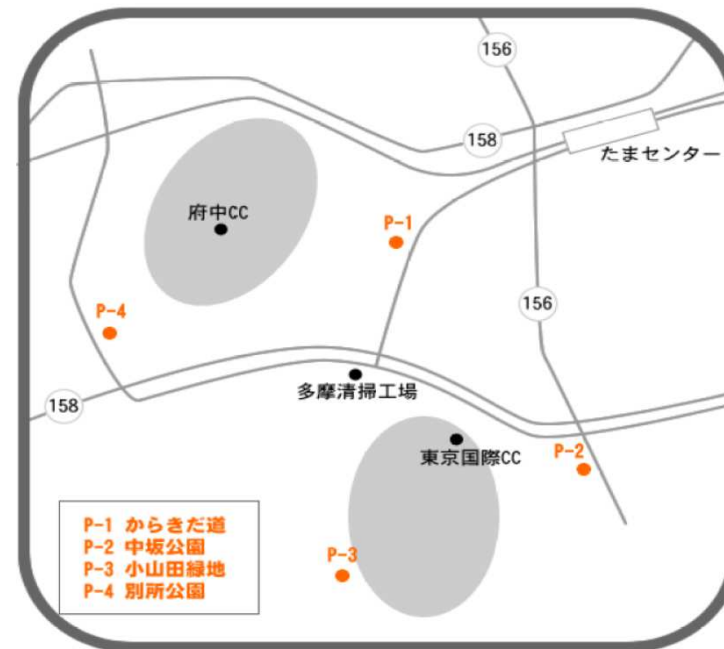 156
158
たまセンター
府中CC
P-1
P-4
156
多摩清掃工場
158
東京国際CC
P-2
P-3
P-1 からきだ道
P-2 中坂公園
P-3 小山田緑地
P-4 別所公園